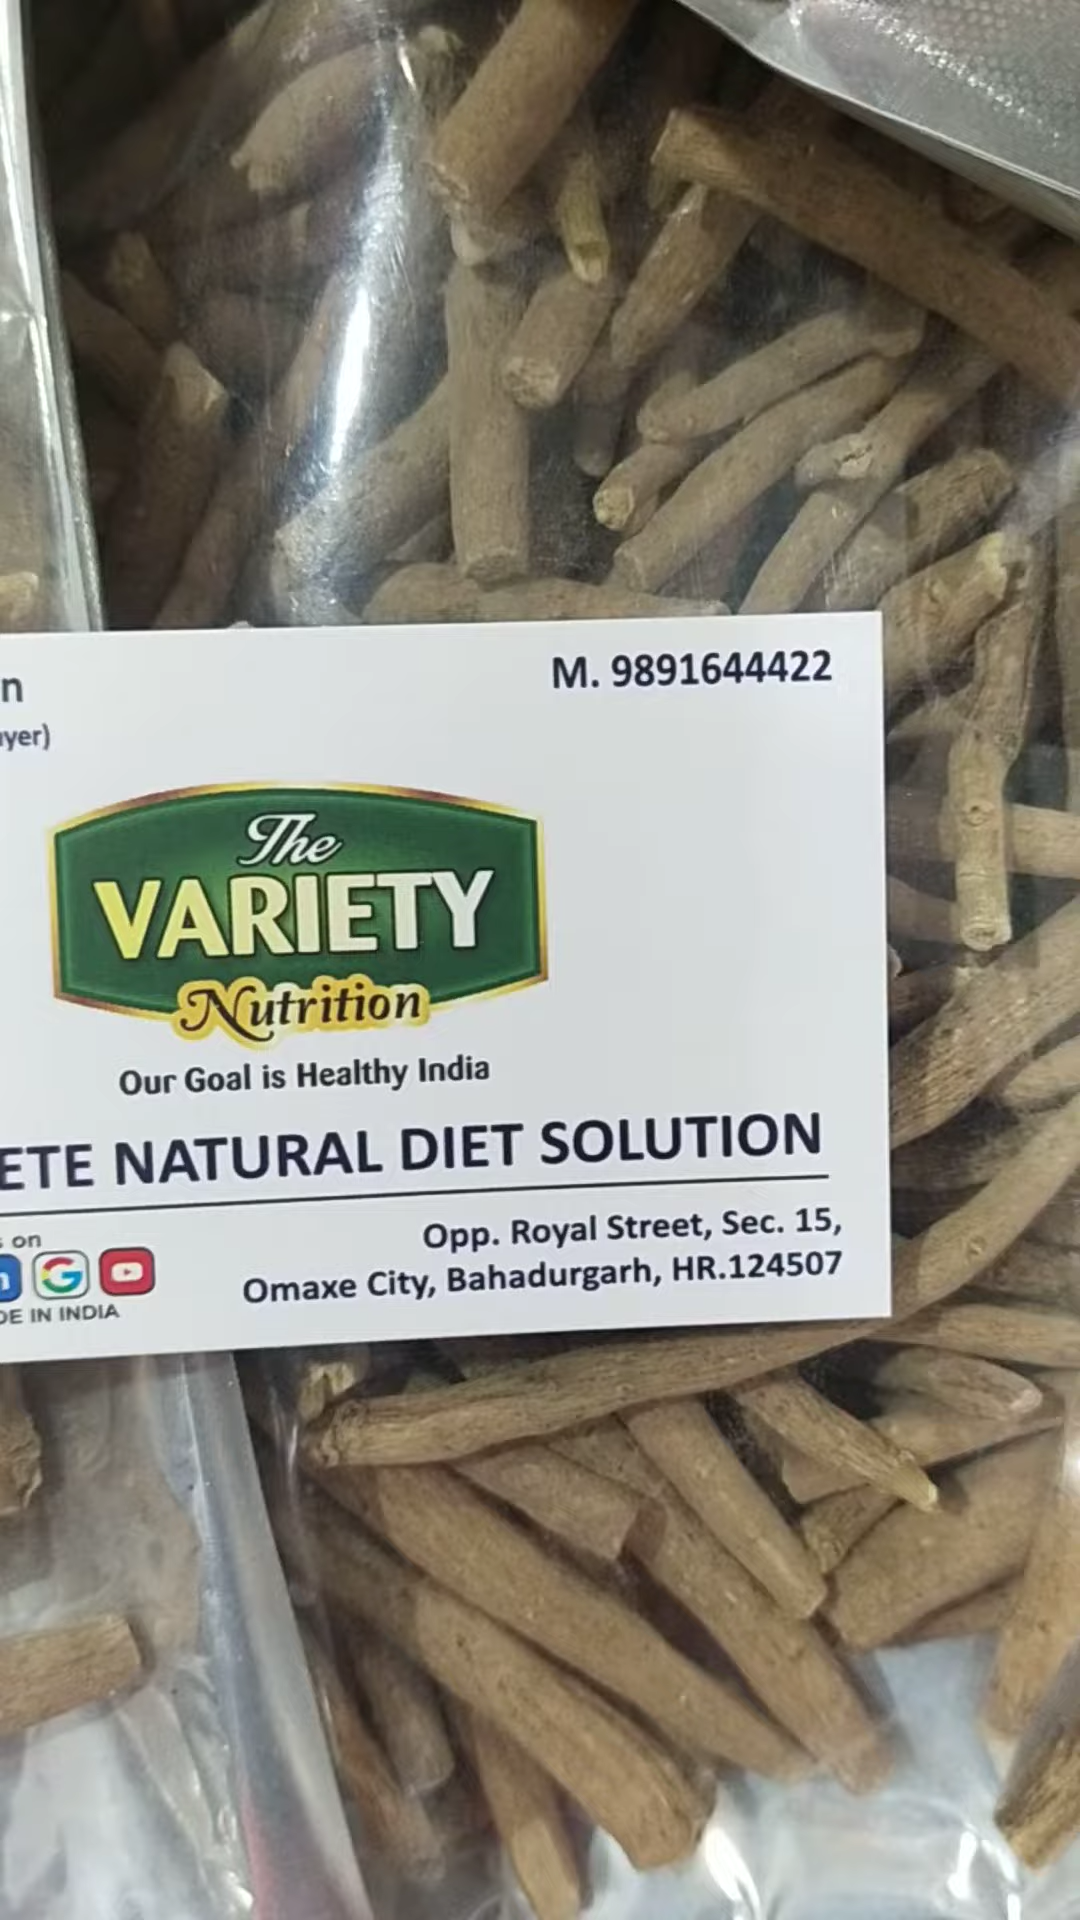 n
yer)
M. 9891644422
The
VARIETY
Nutrition
Our Goal is Healthy India
ETE NATURAL DIET SOLUTION
on
DE IN INDIA
Opp. Royal Street, Sec. 15,
Omaxe City, Bahadurgarh, HR.124507